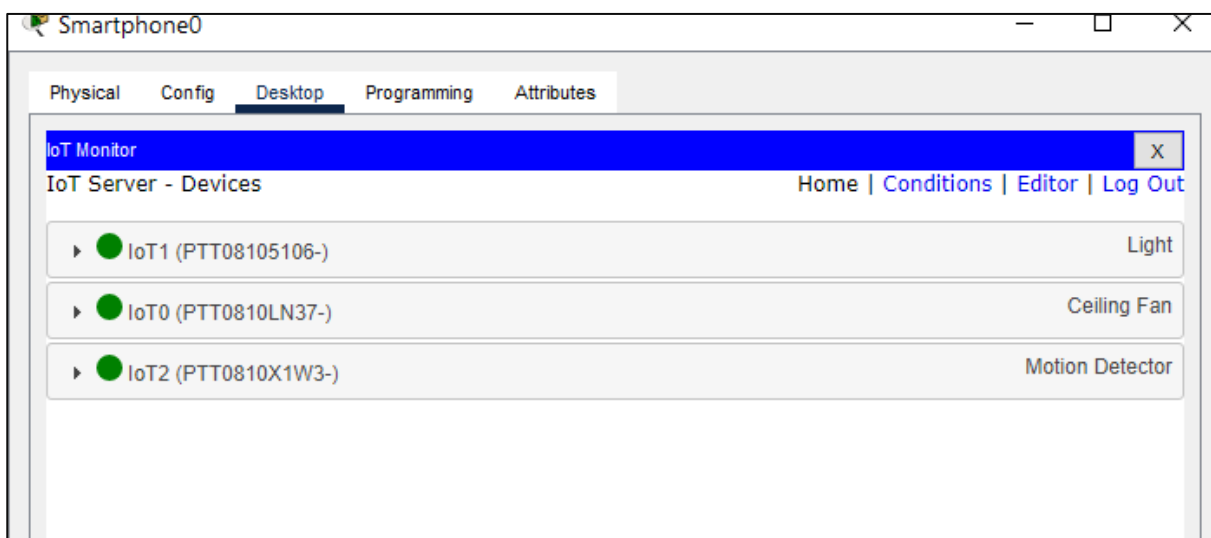 Smartphone0
Physical Config Desktop Programming Attributes
IoT Monitor X
IoT Server - Devices Home | Conditions | Editor | Log Out
IoT1 (PTT08105106-) Light
IoT0 (PTT0810LN37-) Ceiling Fan
IoT2 (PTT0810X1W3-) Motion Detector